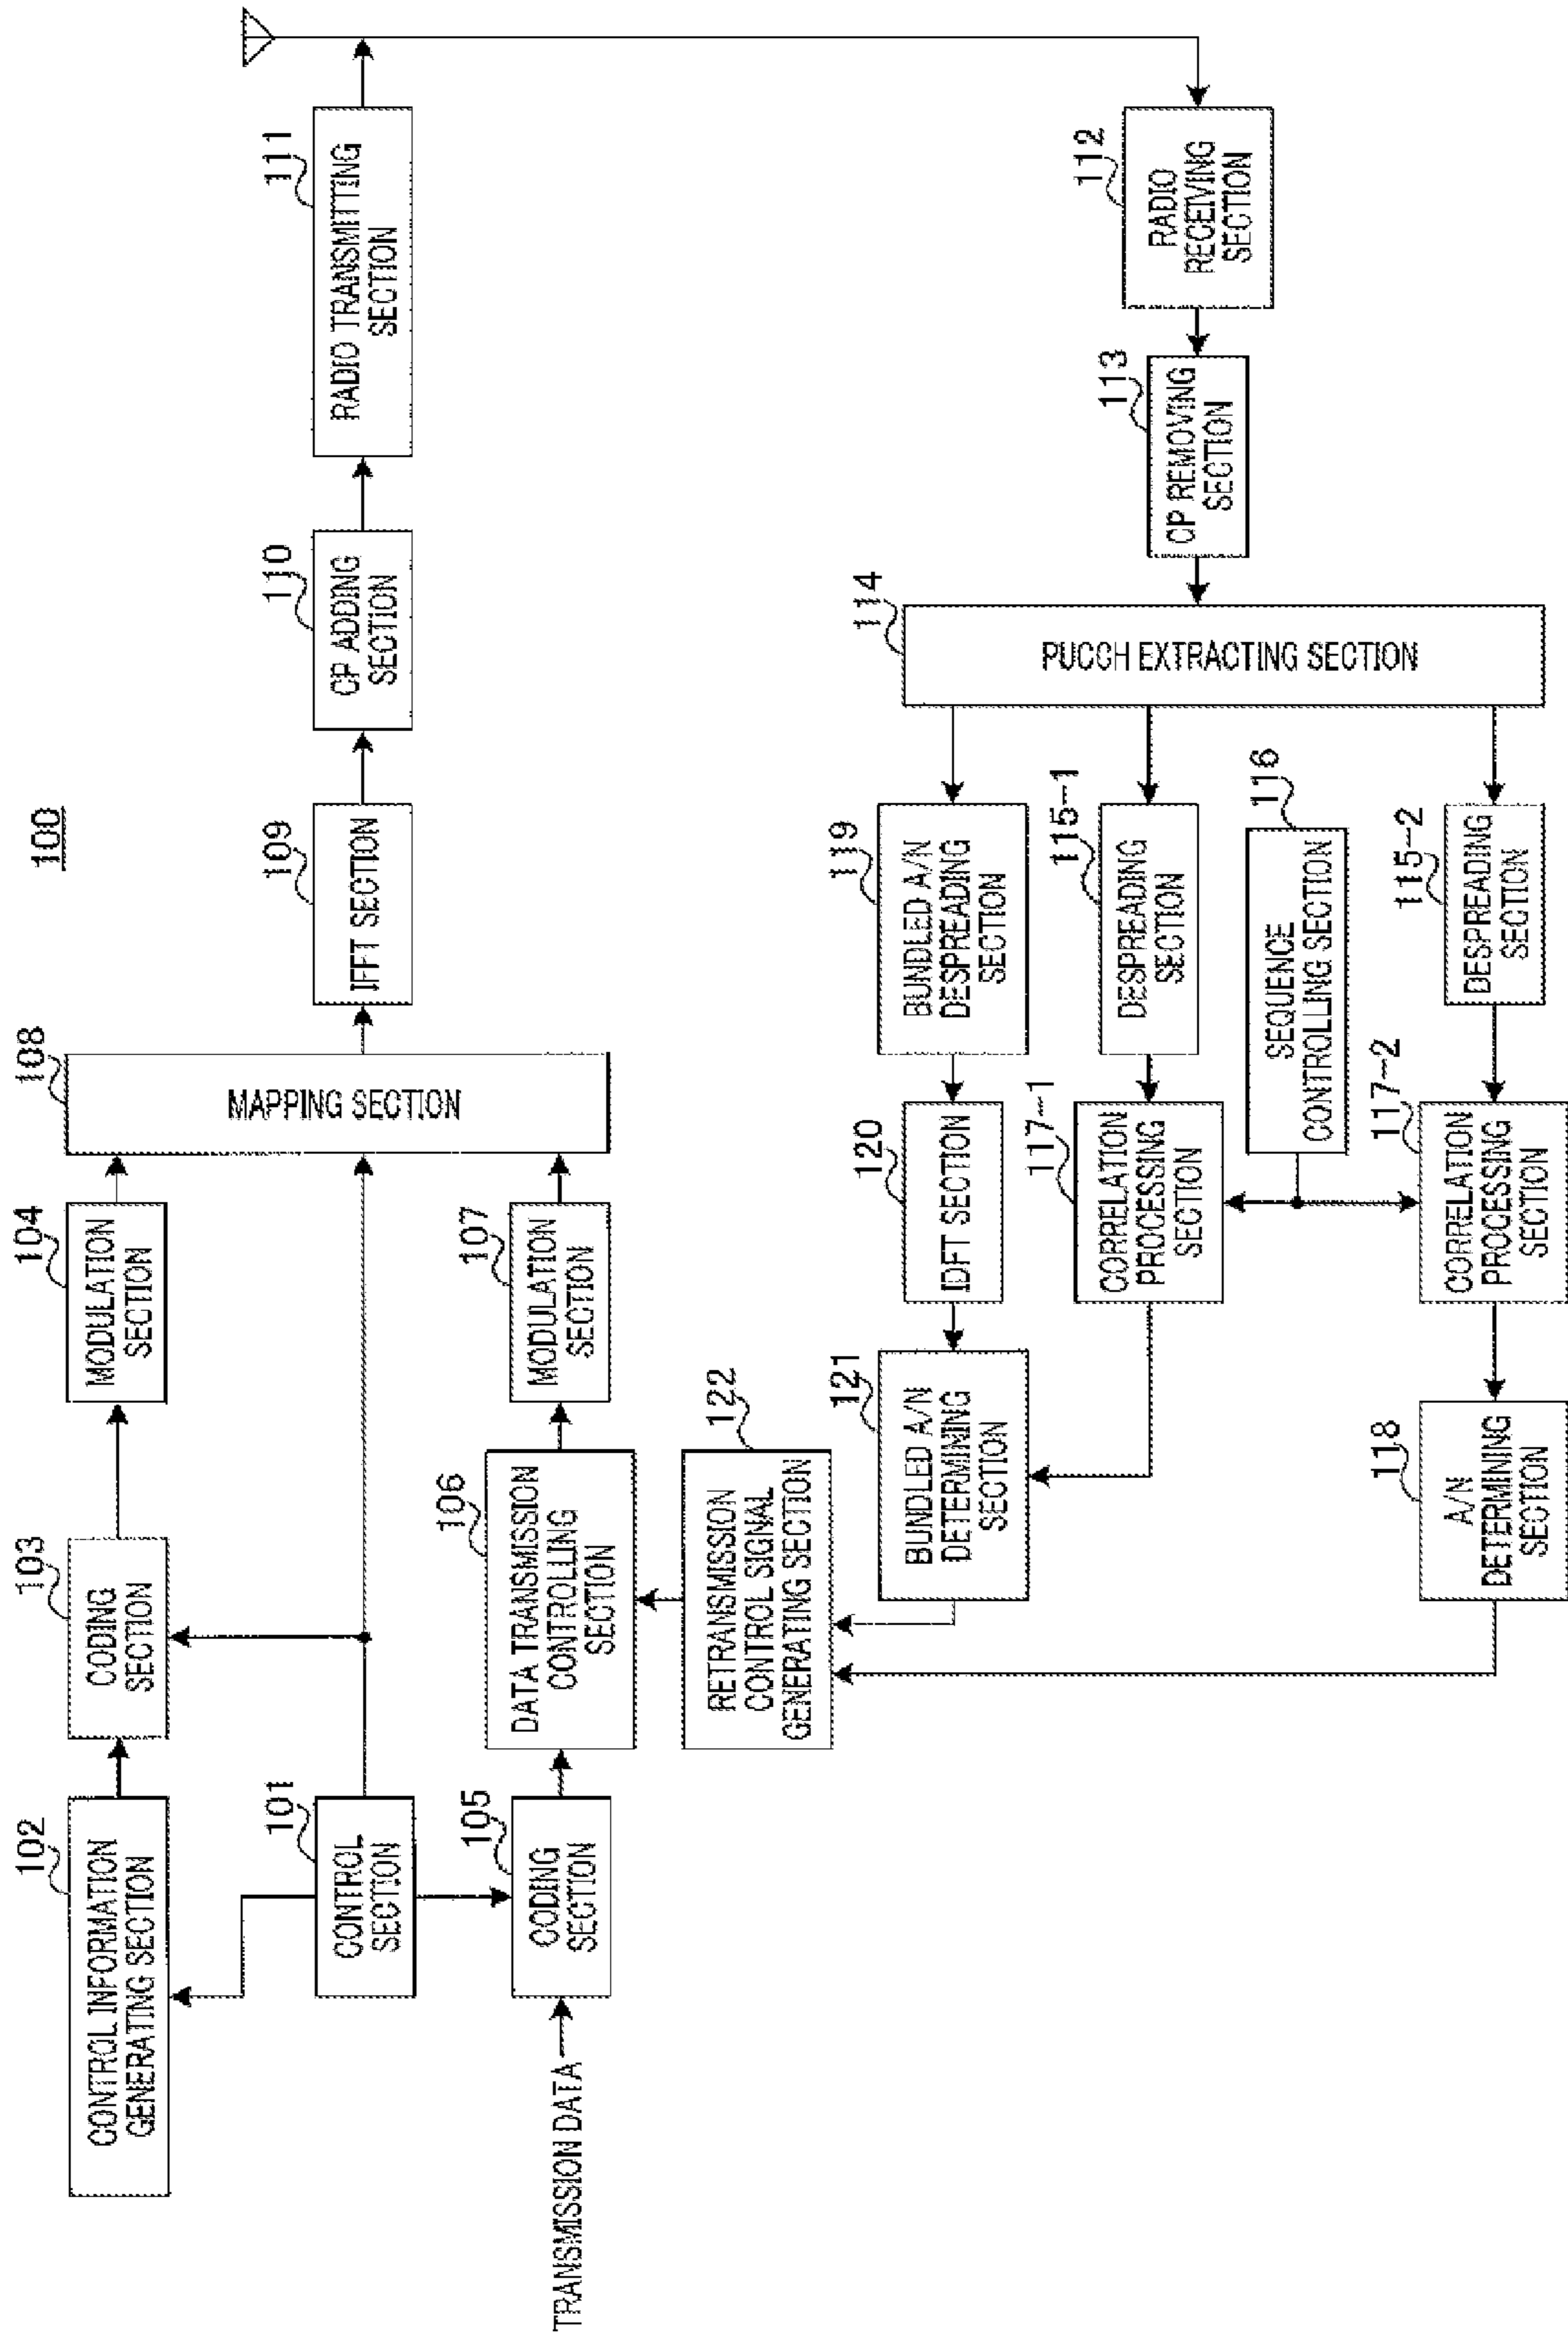 100
102
CONTROL INFORMATION
GENERATING SECTION
103
CODING
SECTION
104
MODULATION
SECTION
101
CONTROL
SECTION
108
MAPPING SECTION
109
IFFT SECTION
110
CP ADDING
SECTION
111
RADIO TRANSMITTING
SECTION
TRANSMISSION DATA
105
CODING
SECTION
106
DATA TRANSMISSION
CONTROLLING
SECTION
107
MODULATION
SECTION
122
RETRANSMISSION
CONTROL SIGNAL
GENERATING SECTION
121
BUNDLED A/N
DETERMINING
SECTION
120
IDFT SECTION
119
BUNDLED A/N
DESPREADING
SECTION
114
PUCCH EXTRACTING SECTION
113
CP REMOVING
SECTION
112
RADIO
RECEIVING
SECTION
117-1
CORRELATION
PROCESSING
SECTION
115-1
DESPREADING
SECTION
116
SEQUENCE
CONTROLLING SECTION
118
A/N
DETERMINING
SECTION
117-2
CORRELATION
PROCESSING
SECTION
115-2
DESPREADING
SECTION